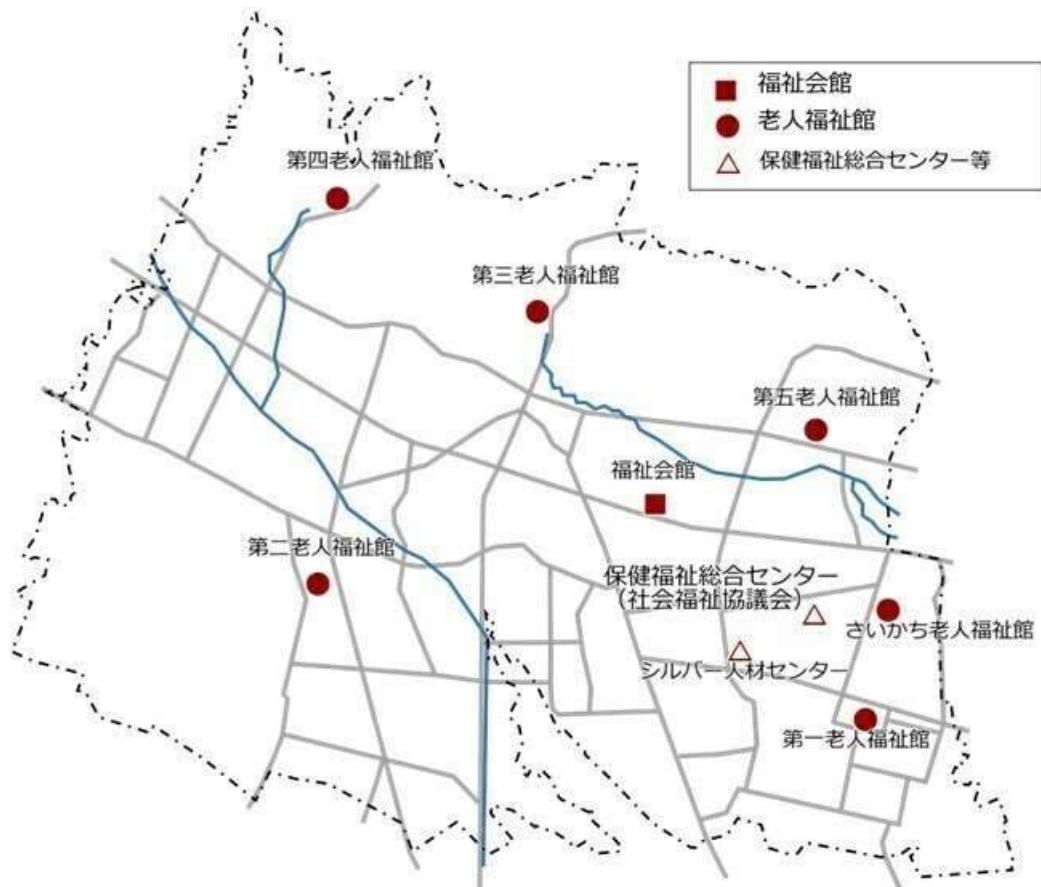 福祉会館
老人福祉館
保健福祉総合センター等
第四老人福祉館
第三老人福祉館
第五老人福祉館
福祉会館
第二老人福祉館
保健福祉総合センター
（社会福祉協議会）
さいかち老人福祉館
シルバー人材センター
第一老人福祉館